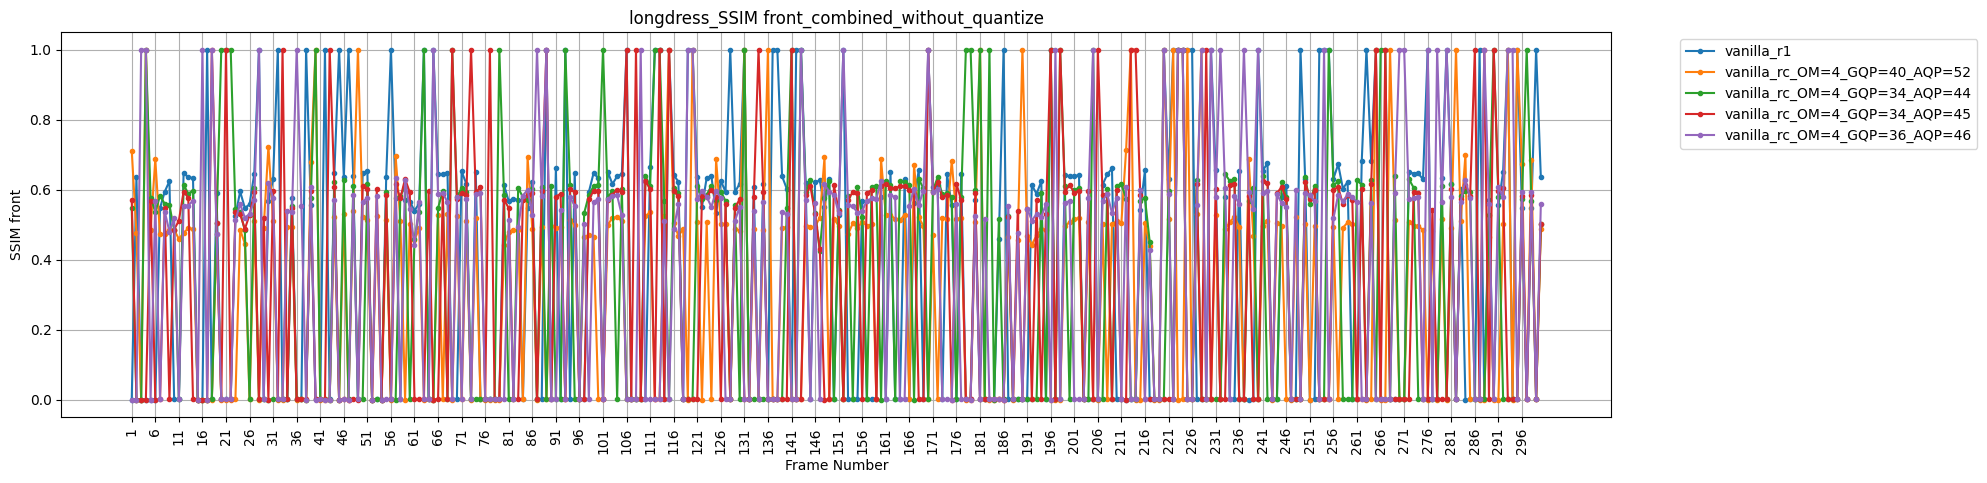 longdress_SSIM front_combined_without_quantize
SSIM front
1.0
0.8
0.6
0.4
0.2
0.0
1 6 11 16 21 26 31 36 41 46 51 56 61 66 71 76 81 86 91 96 101 106 111 116 121 126 131 136 141 146 151 156 161 166 171 176 181 186 191 196 201 206 211 216 221 226 231 236 241 246 251 256 261 266 271 276 281 286 291 296
Frame Number
vanilla_r1
vanilla_rc_OM=4_GQP=40_AQP=52
vanilla_rc_OM=4_GQP=34_AQP=44
vanilla_rc_OM=4_GQP=34_AQP=45
vanilla_rc_OM=4_GQP=36_AQP=46